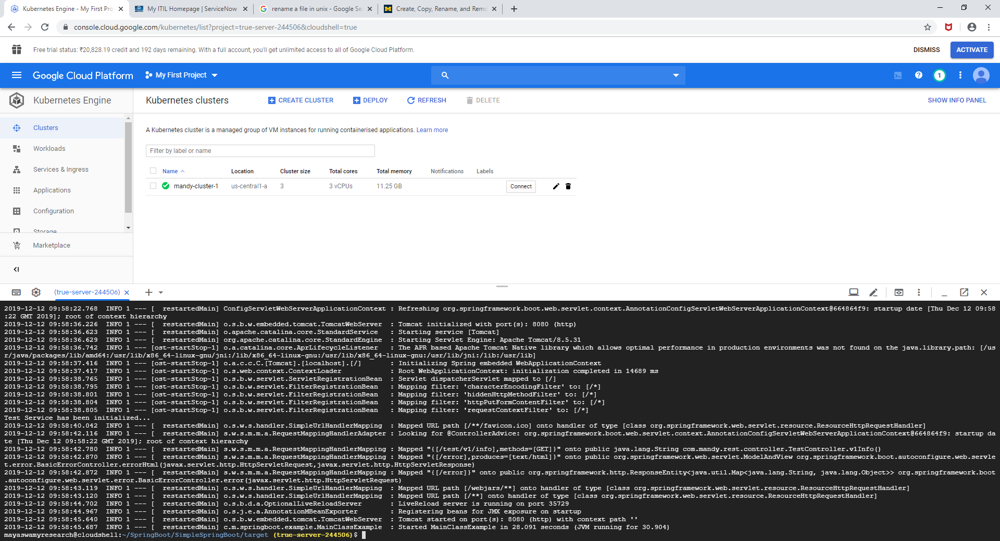 Kubernetes Engine - My First Pro
My ITIL Homepage | ServiceNow
rename a file in unix - Google Se
Create, Copy, Rename, and Remo
console.cloud.google.com/kubernetes/list?project=true-server-244506&cloudshell=true
Free trial status: ₹20,828.19 credit and 192 days remaining. With a full account, you'll get unlimited access to all of Google Cloud Platform.
DISMISS
ACTIVATE
Google Cloud Platform
My First Project
1
Kubernetes Engine
Kubernetes clusters
CREATE CLUSTER
DEPLOY
REFRESH
DELETE
SHOW INFO PANEL
Clusters
Workloads
Services & Ingress
Applications
Configuration
Storage
Marketplace
A Kubernetes cluster is a managed group of VM instances for running containerised applications. Learn more
Filter by label or name
Name Location Cluster size Total cores Total memory Notifications Labels
mandy-cluster-1 us-central1-a 3 3 vCPUs 11.25 GB Connect
(true-server-244506)
2019-12-12 09:58:22.768  INFO 1 --- [  restartedMain] ConfigServletWebServerApplicationContext : Refreshing org.springframework.boot.web.servlet.context.AnnotationConfigServletWebServerApplicationContext@664864f9: startup date [Thu Dec 12 09:58
:22 GMT 2019]; root of context hierarchy
2019-12-12 09:58:36.226  INFO 1 --- [  restartedMain] o.s.b.w.embedded.tomcat.TomcatWebServer  : Tomcat initialized with port(s): 8080 (http)
2019-12-12 09:58:36.623  INFO 1 --- [  restartedMain] o.apache.catalina.core.StandardService   : Starting service [Tomcat]
2019-12-12 09:58:36.629  INFO 1 --- [  restartedMain] org.apache.catalina.core.StandardEngine  : Starting Servlet Engine: Apache Tomcat/8.5.31
2019-12-12 09:58:36.742  INFO 1 --- [ost-startStop-1] o.a.catalina.core.AprLifecycleListener   : The APR based Apache Tomcat Native library which allows optimal performance in production environments was not found on the java.library.path: [/us
r/java/packages/lib/amd64:/usr/lib/x86_64-linux-gnu/jni:/lib/x86_64-linux-gnu:/usr/lib/x86_64-linux-gnu:/usr/lib/jni:/lib:/usr/lib]
2019-12-12 09:58:37.416  INFO 1 --- [ost-startStop-1] o.a.c.c.C.[Tomcat].[localhost].[/]       : Initializing Spring embedded WebApplicationContext
2019-12-12 09:58:37.417  INFO 1 --- [ost-startStop-1] o.s.web.context.ContextLoader            : Root WebApplicationContext: initialization completed in 14689 ms
2019-12-12 09:58:38.765  INFO 1 --- [ost-startStop-1] o.s.b.w.servlet.ServletRegistrationBean  : Servlet dispatcherServlet mapped to [/]
2019-12-12 09:58:38.795  INFO 1 --- [ost-startStop-1] o.s.b.w.servlet.FilterRegistrationBean   : Mapping filter: 'characterEncodingFilter' to: [/*]
2019-12-12 09:58:38.801  INFO 1 --- [ost-startStop-1] o.s.b.w.servlet.FilterRegistrationBean   : Mapping filter: 'hiddenHttpMethodFilter' to: [/*]
2019-12-12 09:58:38.804  INFO 1 --- [ost-startStop-1] o.s.b.w.servlet.FilterRegistrationBean   : Mapping filter: 'httpPutFormContentFilter' to: [/*]
2019-12-12 09:58:38.805  INFO 1 --- [ost-startStop-1] o.s.b.w.servlet.FilterRegistrationBean   : Mapping filter: 'requestContextFilter' to: [/*]
Test Service has been initialized...
2019-12-12 09:58:40.042  INFO 1 --- [  restartedMain] o.s.w.s.handler.SimpleUrlHandlerMapping  : Mapped URL path [/**/favicon.ico] onto handler of type [class org.springframework.web.servlet.resource.ResourceHttpRequestHandler]
2019-12-12 09:58:42.116  INFO 1 --- [  restartedMain] s.w.s.m.m.a.RequestMappingHandlerAdapter : Looking for @ControllerAdvice: org.springframework.boot.web.servlet.context.AnnotationConfigServletWebServerApplicationContext@664864f9: startup da
te [Thu Dec 12 09:58:22 GMT 2019]; root of context hierarchy
2019-12-12 09:58:42.780  INFO 1 --- [  restartedMain] s.w.s.m.m.a.RequestMappingHandlerMapping : Mapped "{[/test/v1/info],methods=[GET]}" onto public java.lang.String com.mandy.rest.controller.TestController.v1Info()
2019-12-12 09:58:42.870  INFO 1 --- [  restartedMain] s.w.s.m.m.a.RequestMappingHandlerMapping : Mapped "{[/error],produces=[text/html]}" onto public org.springframework.web.servlet.ModelAndView org.springframework.boot.autoconfigure.web.servle
t.error.BasicErrorController.errorHtml(javax.servlet.http.HttpServletRequest,javax.servlet.http.HttpServletResponse)
2019-12-12 09:58:42.872  INFO 1 --- [  restartedMain] s.w.s.m.m.a.RequestMappingHandlerMapping : Mapped "{[/error]}" onto public org.springframework.http.ResponseEntity<java.util.Map<java.lang.String, java.lang.Object>> org.springframework.boot
.autoconfigure.web.servlet.error.BasicErrorController.error(javax.servlet.http.HttpServletRequest)
2019-12-12 09:58:43.119  INFO 1 --- [  restartedMain] o.s.w.s.handler.SimpleUrlHandlerMapping  : Mapped URL path [/webjars/**] onto handler of type [class org.springframework.web.servlet.resource.ResourceHttpRequestHandler]
2019-12-12 09:58:43.120  INFO 1 --- [  restartedMain] o.s.w.s.handler.SimpleUrlHandlerMapping  : Mapped URL path [/**] onto handler of type [class org.springframework.web.servlet.resource.ResourceHttpRequestHandler]
2019-12-12 09:58:44.702  INFO 1 --- [  restartedMain] o.s.b.d.a.OptionalLiveReloadServer       : LiveReload server is running on port 35729
2019-12-12 09:58:44.967  INFO 1 --- [  restartedMain] o.s.j.e.a.AnnotationMBeanExporter        : Registering beans for JMX exposure on startup
2019-12-12 09:58:45.640  INFO 1 --- [  restartedMain] o.s.b.w.embedded.tomcat.TomcatWebServer  : Tomcat started on port(s): 8080 (http) with context path ''
2019-12-12 09:58:45.687  INFO 1 --- [  restartedMain] c.m.springboot.example.MainClassExample  : Started MainClassExample in 28.091 seconds (JVM running for 30.904)
mayaswamyresearch@cloudshell:~/SpringBoot/SimpleSpringBoot/target (true-server-244506)$